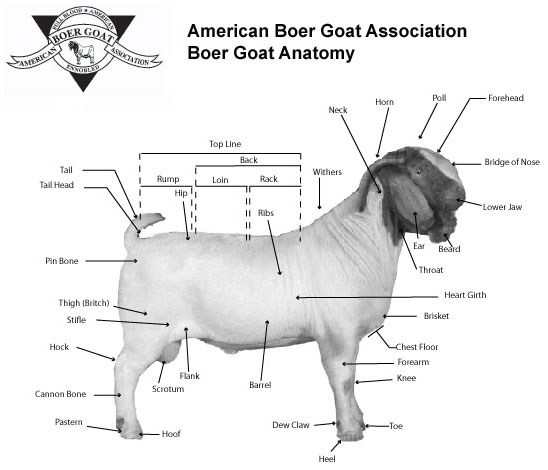 FULL BLOOD AMERICAN
BOER GOAT
AMERICAN
ASSOCIATION
ENNOBLED
American Boer Goat Association
Boer Goat Anatomy
Horn
Poll
Forehead
Neck
Top Line
Back
Bridge of Nose
Tail
Rump
Loin
Rack
Withers
Tail Head
Hip
Ribs
Lower Jaw
Ear
Beard
Pin Bone
Throat
Heart Girth
Thigh (Britch)
Brisket
Stifle
Hock
Chest Floor
Forearm
Flank
Knee
Scrotum
Barrel
Cannon Bone
Pastern
Hoof
Dew Claw
Toe
Heel